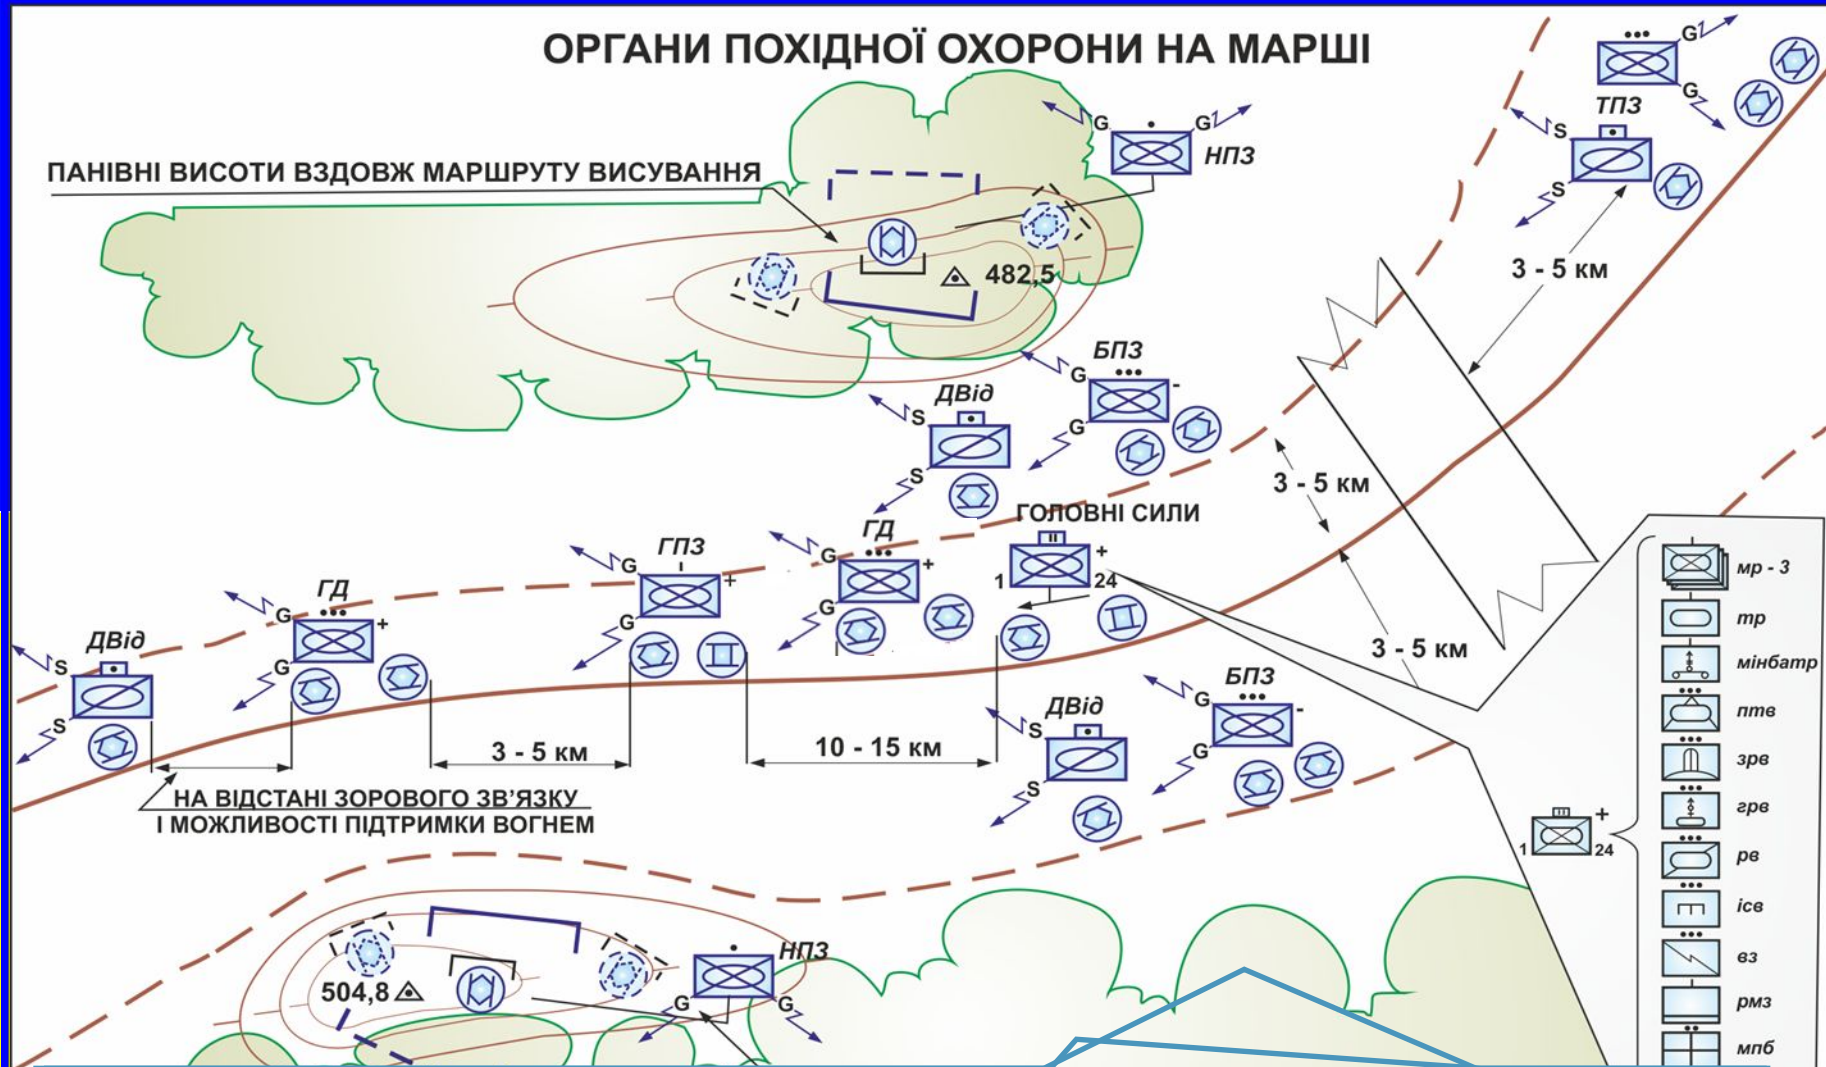 ОРГАНИ ПОХІДНОЇ ОХОРОНИ НА МАРШІ
G
G
ТПЗ
S
S
G
G
НПЗ
ПАНІВНІ ВИСОТИ ВЗДОВЖ МАРШРУТУ ВИСУВАННЯ
482,5
3 - 5 км
БПЗ
G
-
G
ДВід
S
S
3 - 5 км
ГОЛОВНІ СИЛИ
+
1
24
ГД
G
+
G
ГПЗ
G
+
G
ГД
G
+
G
ДВід
S
S
3 - 5 км
БПЗ
G
-
G
ДВід
S
S
3 - 5 км
10 - 15 км
НА ВІДСТАНІ ЗОРОВОГО ЗВ’ЯЗКУ
І МОЖЛИВОСТІ ПІДТРИМКИ ВОГНЕМ
504,8
НПЗ
G
G
+
1
24
мр - 3
тр
мінбатр
птв
зрв
грв
рв
ісв
вз
рмз
мпб